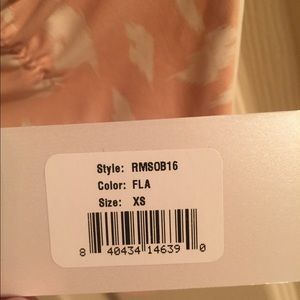 Style: RMSOB16
Color: FLA
Size: XS
8 40434 14639 0